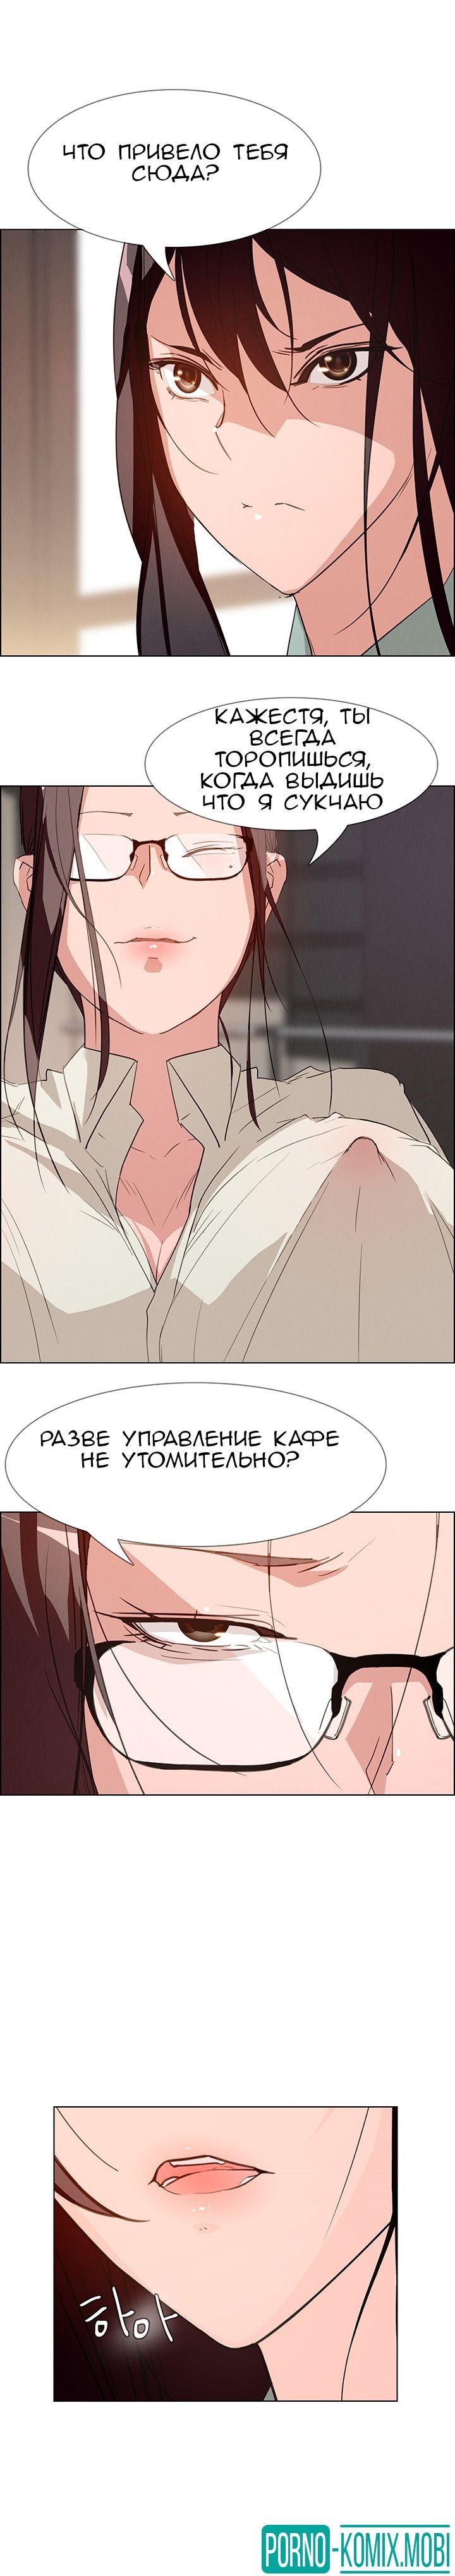 ЧТО ПРИВЕЛО ТЕБЯ
СЮДА?
КАЖЕСТЯ, ТЫ
ВСЕГДА
ТОРОПИШЬСЯ,
КОГДА ВЫДИШЬ
ЧТО Я СУКЧАЮ
РАЗВЕ УПРАВЛЕНИЕ КАФЕ
НЕ УТОМИТЕЛЬНО?
하아
PORNO-KOMIX.MOBI